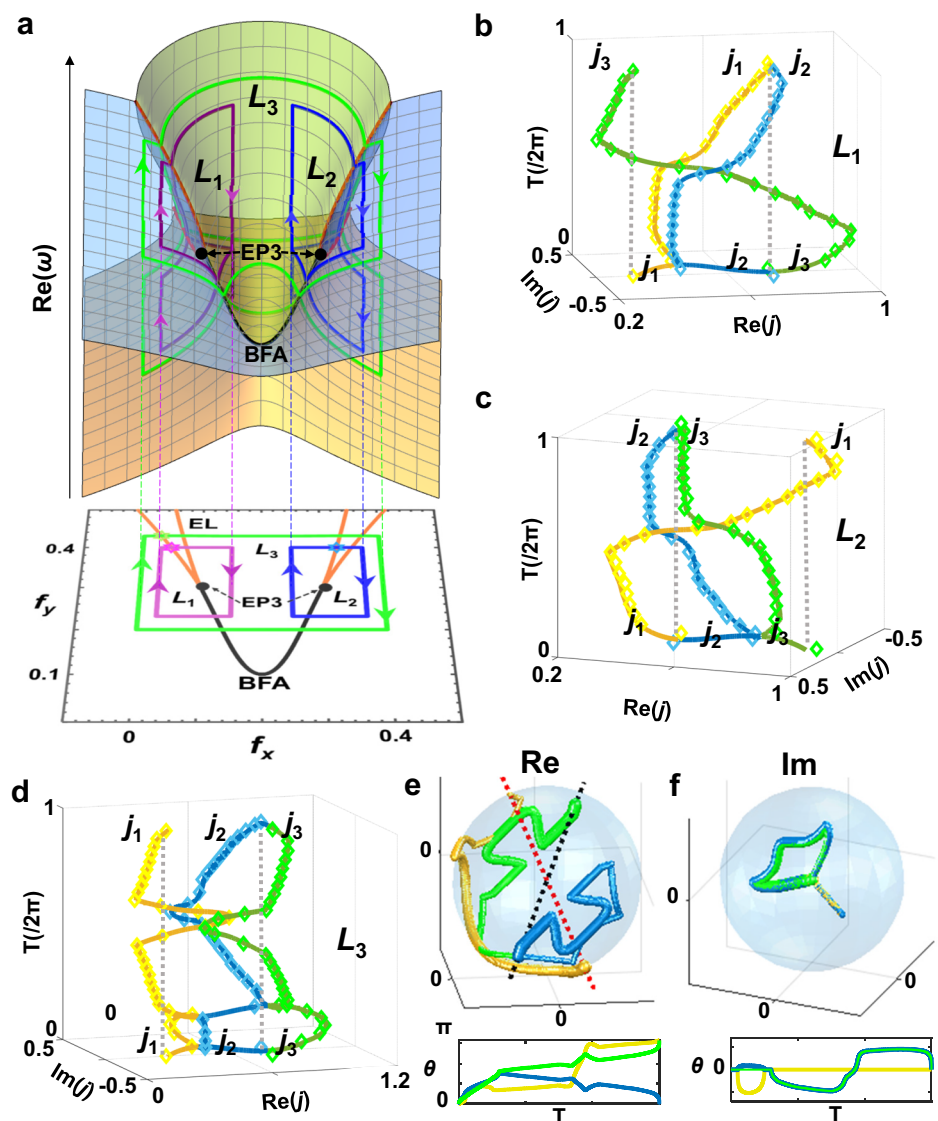 a
Re(ω)
L3
L1
L2
EP3
BFA
EL
L3
0.4
L1
EP3
L2
fy
0.1
BFA
0
0.4
fx
b
1
j3
j1
j2
T(/2π)
L1
0
0.5
j1
j2
j3
Im(j)
-0.5
0.2
Re(j)
1
c
1
j2
j3
j1
T(/2π)
L2
j1
j2
j3
0
0.2
-0.5
Re(j)
1
0.5
Im(j)
d
1
j1
j2
j3
T(/2π)
L3
0
0
0.5
j1
j2
j3
Im(j)
-0.5
0
Re(j)
1.2
e
Re
0
0
0
π
θ
0
T
f
Im
0
0
0
θ 0
T